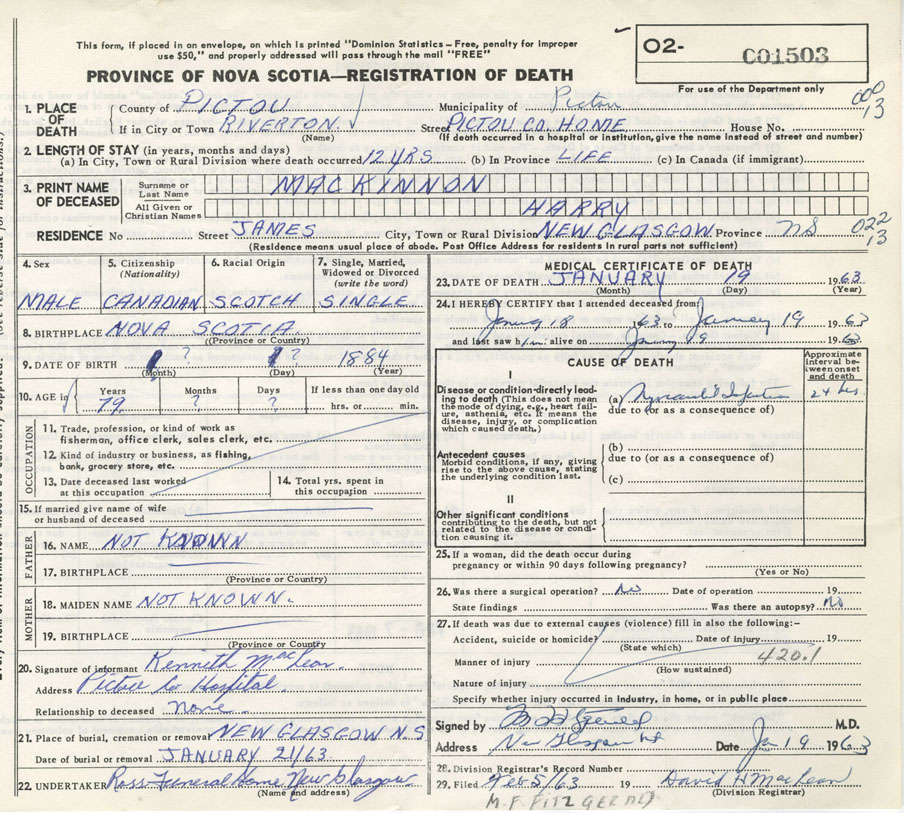 This form, if placed in an envelope, on which is printed "Dominion Statistics – Free, penalty for improper
use $50," and properly addressed will pass through the mail "FREE"
O2-
C01503
PROVINCE OF NOVA SCOTIA—REGISTRATION OF DEATH
For use of the Department only
1. PLACE OF DEATH
County of PICTOU
Municipality of Pictou
13
If in City or Town RIVERTON
(Name)
Street PICTOU CO. HOME House No.
(If death occurred in a hospital or institution, give the name instead of street and number)
2. LENGTH OF STAY (in years, months and days)
(a) In City, Town or Rural Division where death occurred 12 YRS (b) In Province LIFE (c) In Canada (if immigrant)
3. PRINT NAME OF DECEASED
Surname or Last Name MACKINNON
All Given or Christian Names HARRY
RESIDENCE No Street JAMES City, Town or Rural Division NEW GLASGOW Province NS 022
13
(Residence means usual place of abode. Post Office Address for residents in rural parts not sufficient)
4. Sex
MALE
5. Citizenship (Nationality)
CANADIAN
6. Racial Origin
SCOTCH
7. Single, Married, Widowed or Divorced (write the word)
SINGLE
8. BIRTHPLACE NOVA SCOTIA
(Province or Country)
9. DATE OF BIRTH ? ? 1884
(Month) (Day) (Year)
10. AGE in
Years 79
Months ?
Days ?
If less than one day old
hrs. or min.
OCCUPATION
11. Trade, profession, or kind of work as
fisherman, office clerk, sales clerk, etc.
12. Kind of industry or business, as fishing,
bank, grocery store, etc.
13. Date deceased last worked
at this occupation
14. Total yrs. spent in
this occupation
15. If married give name of wife
or husband of deceased
FATHER
16. NAME NOT KNOWN
17. BIRTHPLACE
(Province or Country)
MOTHER
18. MAIDEN NAME NOT KNOWN.
19. BIRTHPLACE
(Province or Country)
20. Signature of informant Kenneth MacLean.
Address Pictou Co Hospital.
Relationship to deceased none
21. Place of burial, cremation or removal NEW GLASGOW N.S
Date of burial or removal JANUARY 21/63
22. UNDERTAKER Ross Funeral Home New Glasgow
(Name and address)
MEDICAL CERTIFICATE OF DEATH
23. DATE OF DEATH JANUARY 19 1963
(Month) (Day) (Year)
24. I HEREBY CERTIFY that I attended deceased from:
18 1963 to 19 1963
and last saw him alive on 19 1963
CAUSE OF DEATH
Approximate interval between onset and death
I
Disease or condition directly leading to death (This does not mean
the mode of dying, e.g., heart failure, asthenia, etc. It means the
disease, injury, or complication
which caused death.)
(a) Myocardial Infarction 24 hrs
due to (or as a consequence of)
Antecedent causes
Morbid conditions, if any, giving
rise to the above cause, stating
the underlying condition last.
(b)
due to (or as a consequence of)
(c)
II
Other significant conditions
contributing to the death, but not
related to the disease or condition causing it.
25. If a woman, did the death occur during
pregnancy or within 90 days following pregnancy?
(Yes or No)
26. Was there a surgical operation? No Date of operation 19
State findings Was there an autopsy? No
27. If death was due to external causes (violence) fill in also the following:–
Accident, suicide or homicide? Date of injury 19
(State which)
Manner of injury 420.1
(How sustained)
Nature of injury
Specify whether injury occurred in industry, in home, or in public place
Signed by M.D.
Address New Glasgow NS Date Jan 19 1963
28. Division Registrar's Record Number
29. Filed Feb 5/63 19 David H MacLean
(Division Registrar)
M.F. FITZGERALD